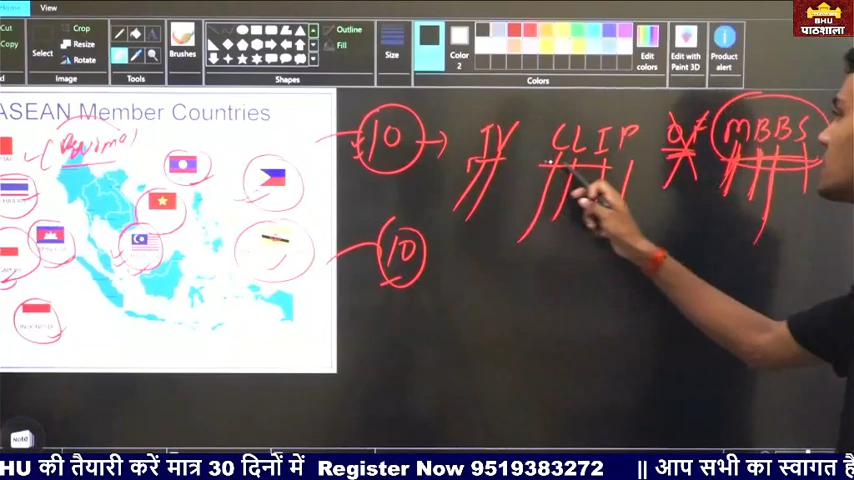 View
Copy
Select
Crop
Resize
Rotate
Image
Tools
Brushes
Outline
Fill
Shapes
Size
Color
2
Colors
Edit
colors
Edit with
Paint 3D
Product
alert
BHU
पाठशाला
ASEAN Member Countries
10 → TV CLIP OF MBBS
10
Note
HU की तैयारी करें मात्र 30 दिनों में Register Now 9519383272 || आप सभी का स्वागत है